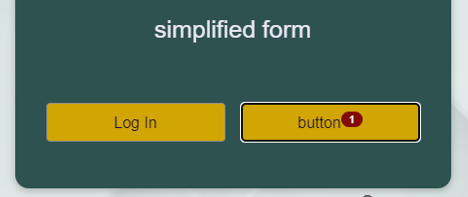 simplified form
Log In
button 1